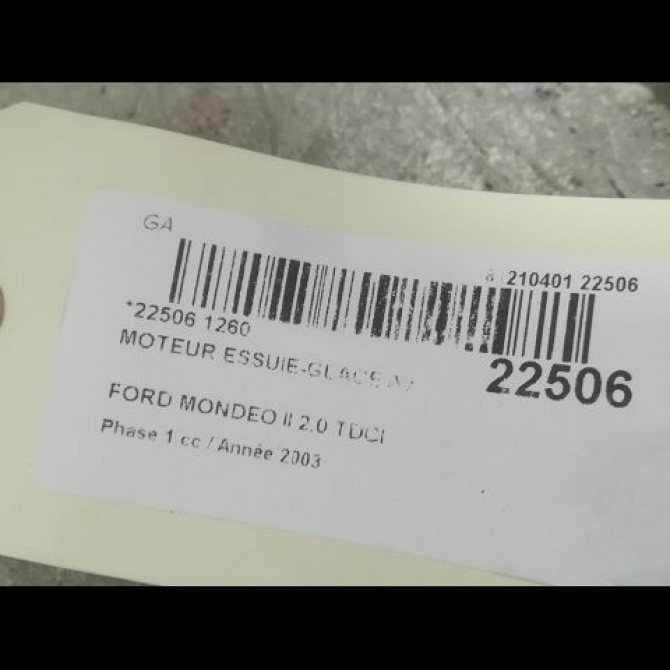 GA
210401 22506
*22506 1260
MOTEUR ESSUIE-GLACE
22506
FORD MONDEO II 2.0 TDCI
Phase 1 cc / Année 2003